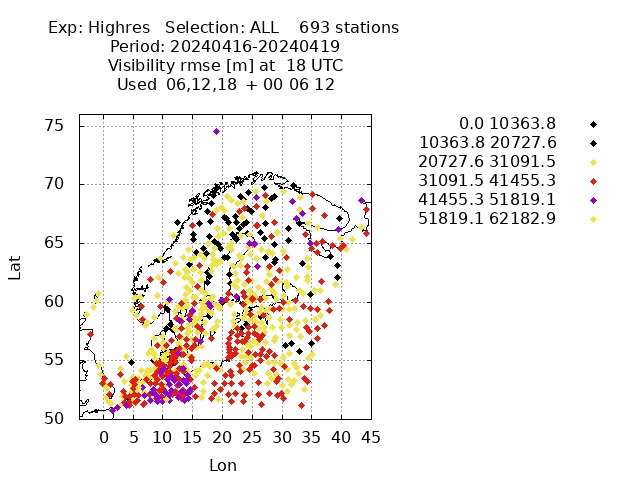 Exp: Highres   Selection: ALL    693 stations
Period: 20240416-20240419
Visibility rmse [m] at  18 UTC
Used  06,12,18  + 00 06 12
0.0 10363.8
10363.8 20727.6
20727.6 31091.5
31091.5 41455.3
41455.3 51819.1
51819.1 62182.9
75
70
65
60
55
50
Lat
0 5 10 15 20 25 30 35 40 45
Lon